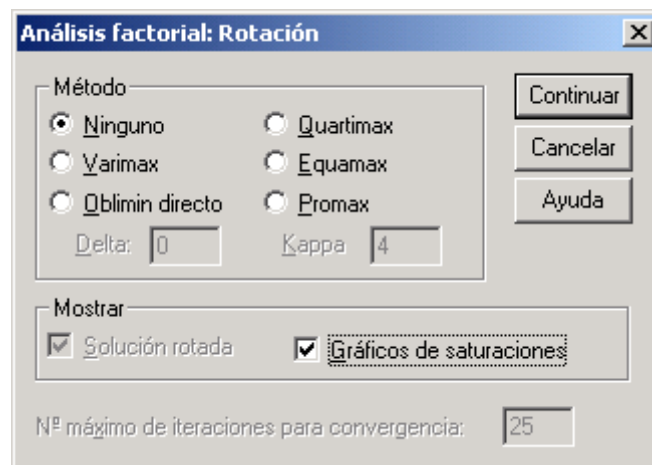 Análisis factorial: Rotación
Método
Ninguno Quartimax
Varimax Equamax
Oblimin directo Promax
Delta: 0 Kappa 4
Continuar
Cancelar
Ayuda
Mostrar
Solución rotada Gráficos de saturaciones
Nº máximo de iteraciones para convergencia: 25